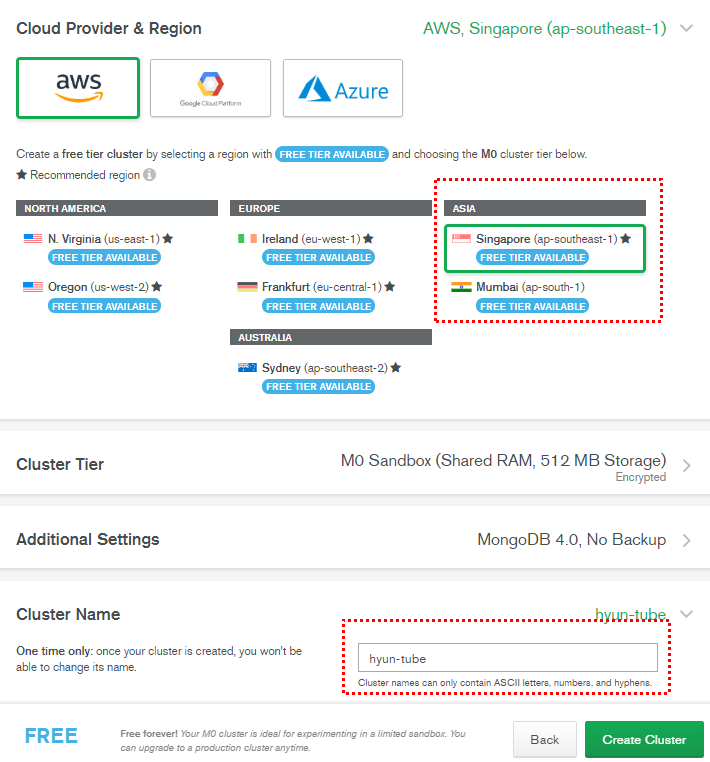 Cloud Provider & Region
AWS, Singapore (ap-southeast-1)
aws
Google Cloud Platform
Azure
Create a free tier cluster by selecting a region with FREE TIER AVAILABLE and choosing the M0 cluster tier below.
★ Recommended region i
NORTH AMERICA
N. Virginia (us-east-1) ★
FREE TIER AVAILABLE
Oregon (us-west-2) ★
FREE TIER AVAILABLE
EUROPE
Ireland (eu-west-1) ★
FREE TIER AVAILABLE
Frankfurt (eu-central-1) ★
FREE TIER AVAILABLE
AUSTRALIA
Sydney (ap-southeast-2) ★
FREE TIER AVAILABLE
ASIA
Singapore (ap-southeast-1) ★
FREE TIER AVAILABLE
Mumbai (ap-south-1)
FREE TIER AVAILABLE
Cluster Tier
M0 Sandbox (Shared RAM, 512 MB Storage)
Encrypted
Additional Settings
MongoDB 4.0, No Backup
Cluster Name
hyun-tube
One time only: once your cluster is created, you won't be
able to change its name.
hyun-tube
Cluster names can only contain ASCII letters, numbers, and hyphens.
FREE
Free forever! Your M0 cluster is ideal for experimenting in a limited sandbox. You
can upgrade to a production cluster anytime.
Back
Create Cluster